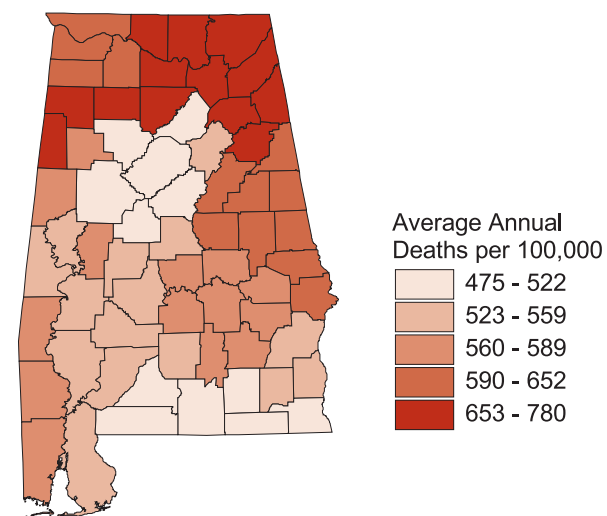 Average Annual
Deaths per 100,000
475 - 522
523 - 559
560 - 589
590 - 652
653 - 780